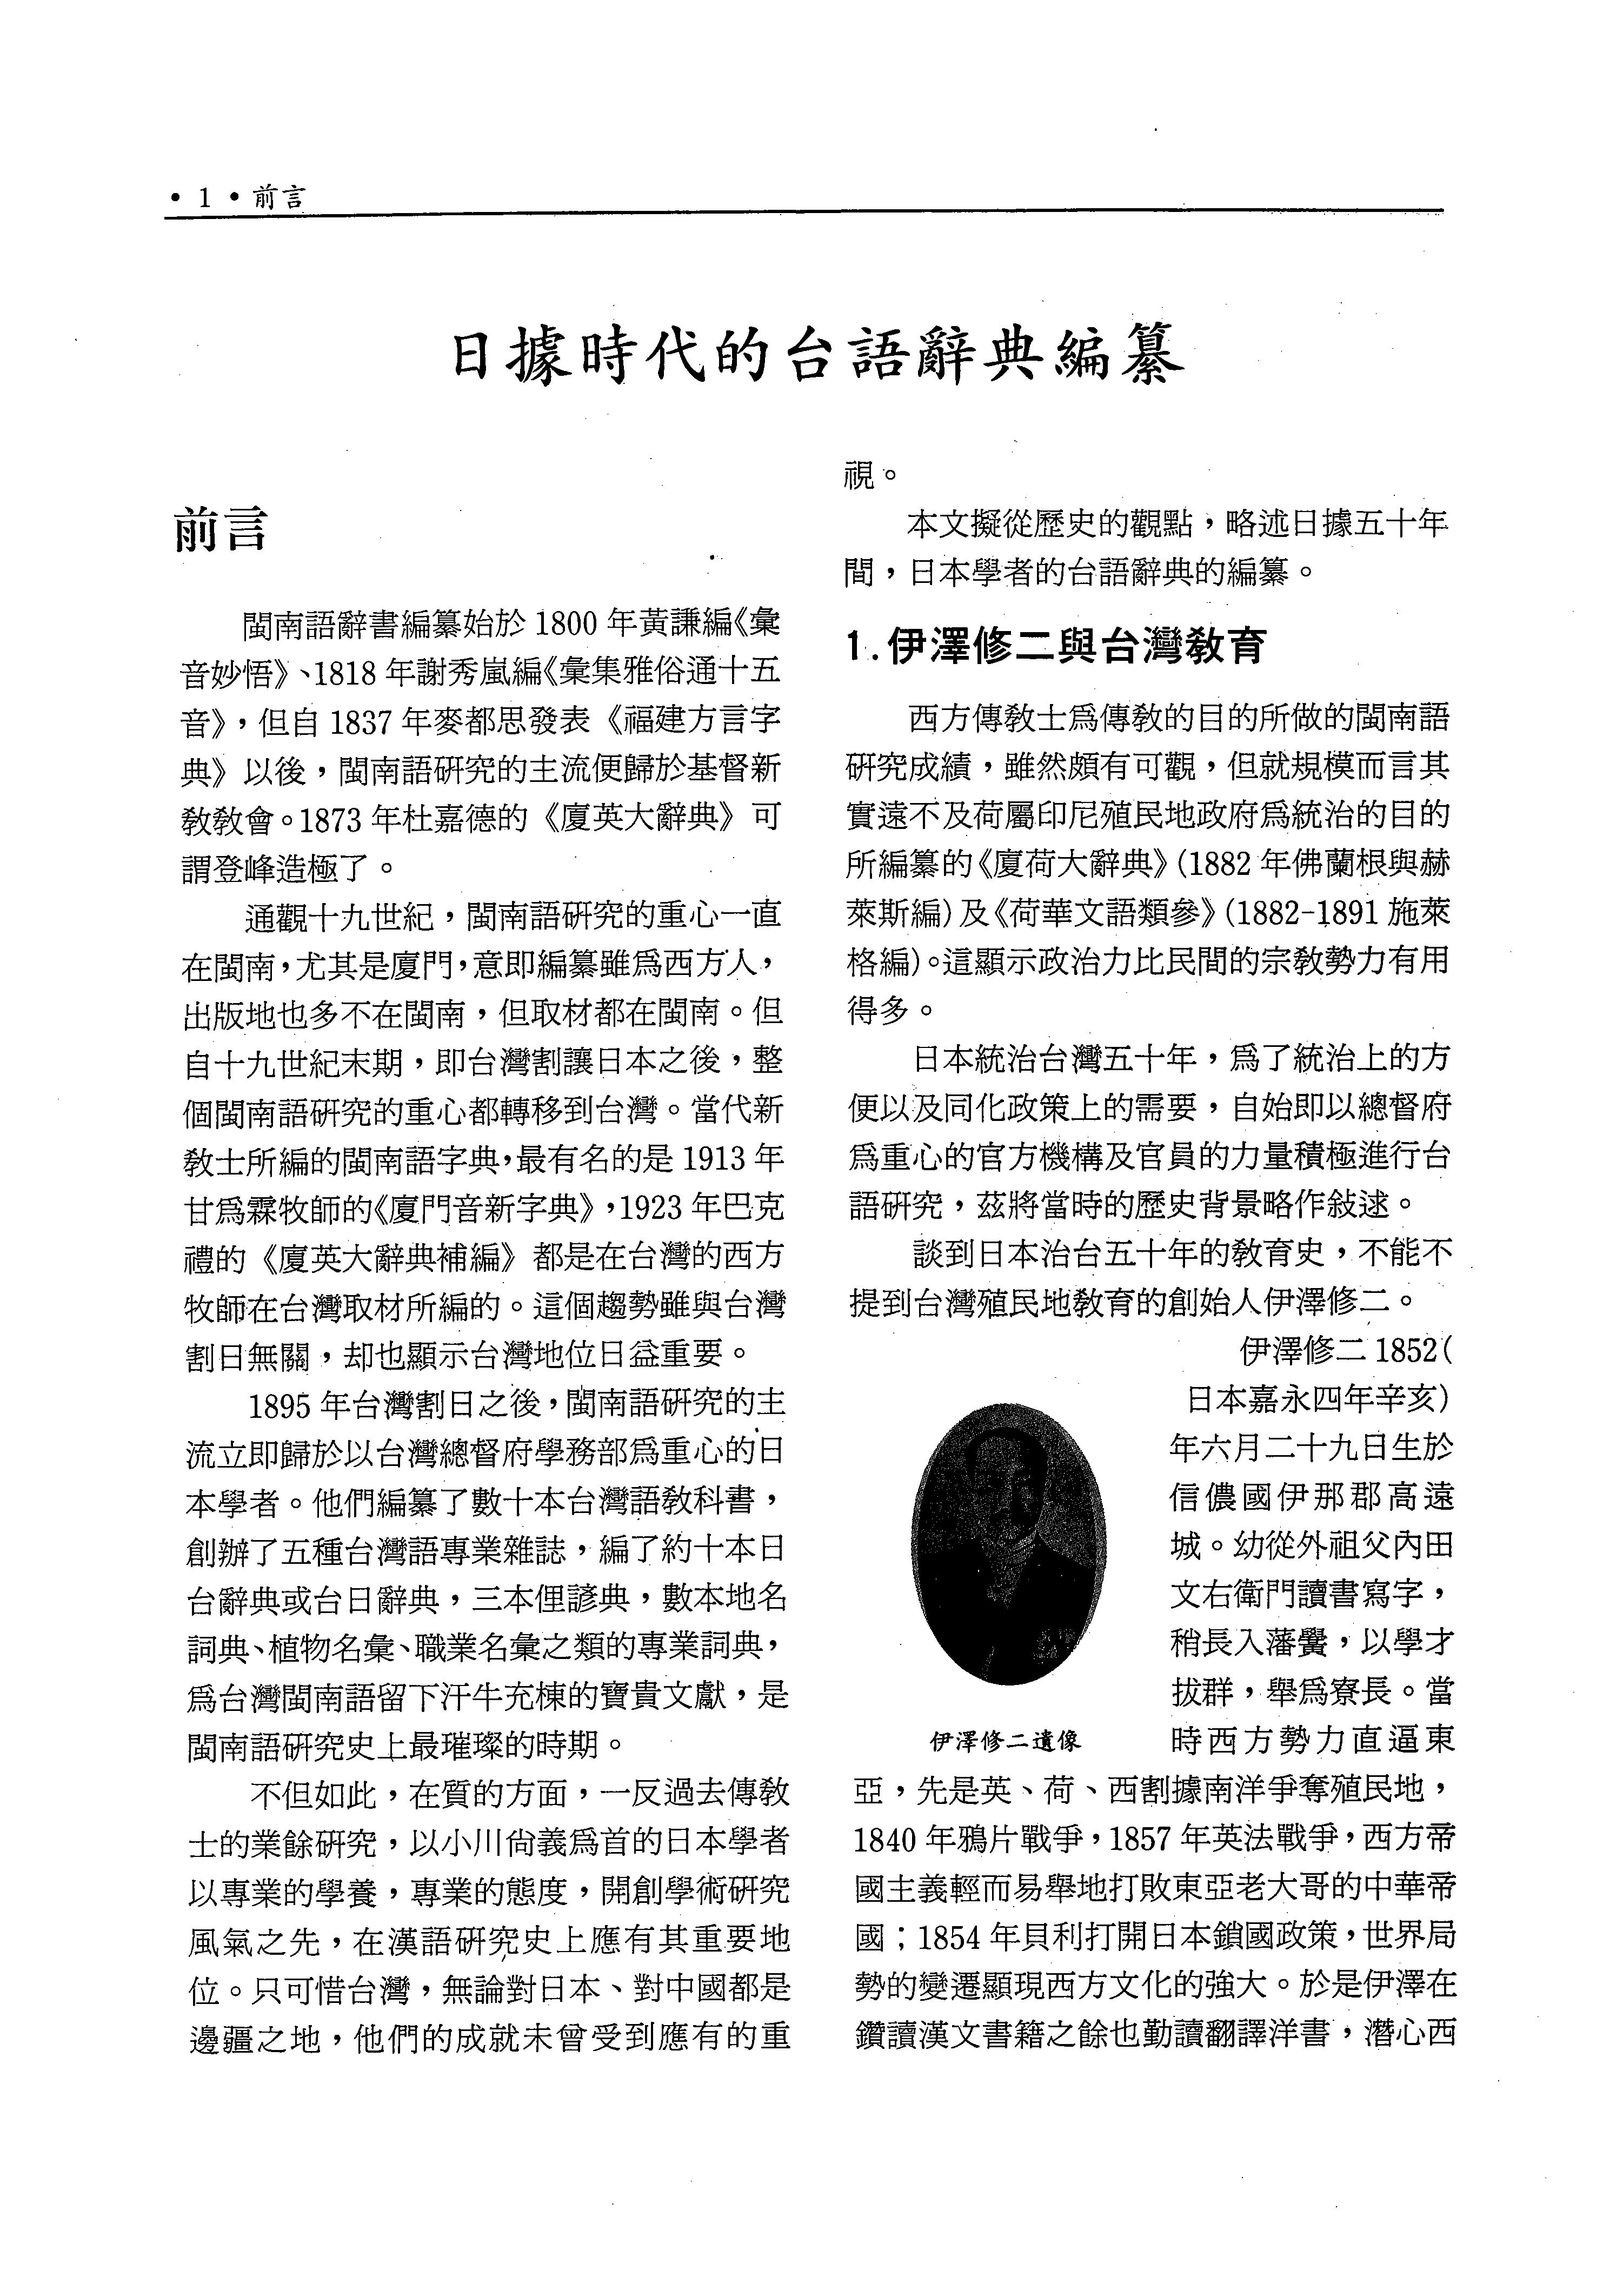 • 1 • 前言
日據時代的台語辭典編纂
前言
閩南語辭書編纂始於 1800 年黃謙編《彙
音妙悟》、1818 年謝秀嵐編《彙集雅俗通十五
音》，但自 1837 年麥都思發表《福建方言字
典》以後，閩南語研究的主流便歸於基督新
敎敎會。1873 年杜嘉德的《廈英大辭典》可
謂登峰造極了。
通觀十九世紀，閩南語研究的重心一直
在閩南，尤其是廈門，意即編纂雖爲西方人，
出版地也多不在閩南，但取材都在閩南。但
自十九世紀末期，即台灣割讓日本之後，整
個閩南語研究的重心都轉移到台灣。當代新
敎士所編的閩南語字典，最有名的是 1913 年
甘爲霖牧師的《廈門音新字典》，1923 年巴克
禮的《廈英大辭典補編》都是在台灣的西方
牧師在台灣取材所編的。這個趨勢雖與台灣
割日無關，却也顯示台灣地位日益重要。
1895 年台灣割日之後，閩南語研究的主
流立即歸於以台灣總督府學務部爲重心的日
本學者。他們編纂了數十本台灣語敎科書，
創辦了五種台灣語專業雜誌，編了約十本日
台辭典或台日辭典，三本俚諺典，數本地名
詞典、植物名彙、職業名彙之類的專業詞典，
爲台灣閩南語留下汗牛充棟的寶貴文獻，是
閩南語研究史上最璀璨的時期。
不但如此，在質的方面，一反過去傳敎
士的業餘研究，以小川尙義爲首的日本學者
以專業的學養，專業的態度，開創學術研究
風氣之先，在漢語研究史上應有其重要地
位。只可惜台灣，無論對日本、對中國都是
邊疆之地，他們的成就未曾受到應有的重
視。
本文擬從歷史的觀點，略述日據五十年
間，日本學者的台語辭典的編纂。
1. 伊澤修二與台灣敎育
西方傳敎士爲傳敎的目的所做的閩南語
研究成績，雖然頗有可觀，但就規模而言其
實遠不及荷屬印尼殖民地政府爲統治的目的
所編纂的《廈荷大辭典》（1882 年佛蘭根與赫
萊斯編）及《荷華文語類參》（1882-1891 施萊
格編）。這顯示政治力比民間的宗敎勢力有用
得多。
日本統治台灣五十年，爲了統治上的方
便以及同化政策上的需要，自始即以總督府
爲重心的官方機構及官員的力量積極進行台
語研究，茲將當時的歷史背景略作敍述。
談到日本治台五十年的敎育史，不能不
提到台灣殖民地敎育的創始人伊澤修二。
伊澤修二 1852（
日本嘉永四年辛亥）
年六月二十九日生於
信儂國伊那郡高遠
城。幼從外祖父內田
文右衛門讀書寫字，
稍長入藩黌，以學才
拔群，舉爲寮長。當
時西方勢力直逼東
伊澤修二遺像
亞，先是英、荷、西割據南洋爭奪殖民地，
1840 年鴉片戰爭，1857 年英法戰爭，西方帝
國主義輕而易舉地打敗東亞老大哥的中華帝
國；1854 年貝利打開日本鎖國政策，世界局
勢的變遷顯現西方文化的強大。於是伊澤在
鑽讀漢文書籍之餘也勤讀翻譯洋書，潛心西